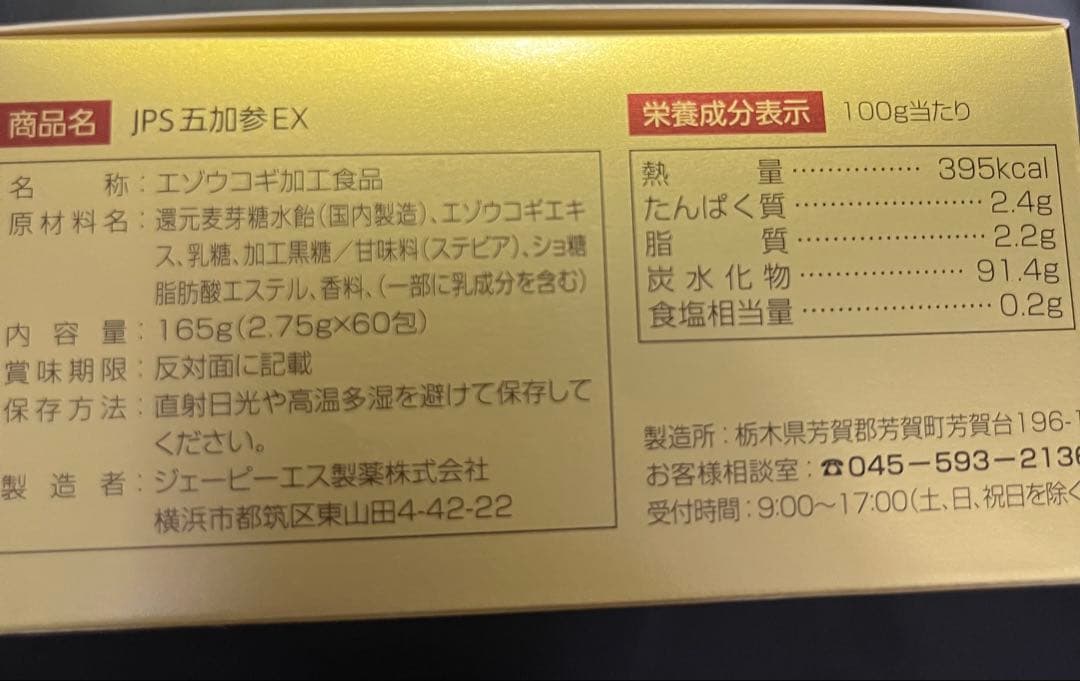 商品名 JPS五加参EX
名称：エゾウコギ加工食品
原材料名：還元麦芽糖水飴(国内製造)、エゾウコギエキ
ス、乳糖、加工黒糖／甘味料(ステビア)、ショ糖
脂肪酸エステル、香料、(一部に乳成分を含む)
内容量：165g(2.75g×60包)
賞味期限：反対面に記載
保存方法：直射日光や高温多湿を避けて保存して
ください。
製造者：ジェーピーエス製薬株式会社
横浜市都筑区東山田4-42-22
栄養成分表示 100g当たり
熱量……………395kcal
たんぱく質……………………2.4g
脂質……………………2.2g
炭水化物………………91.4g
食塩相当量……………………0.2g
製造所：栃木県芳賀郡芳賀町芳賀台196-1
お客様相談室：☎045-593-2136
受付時間：9:00〜17:00(土、日、祝日を除く